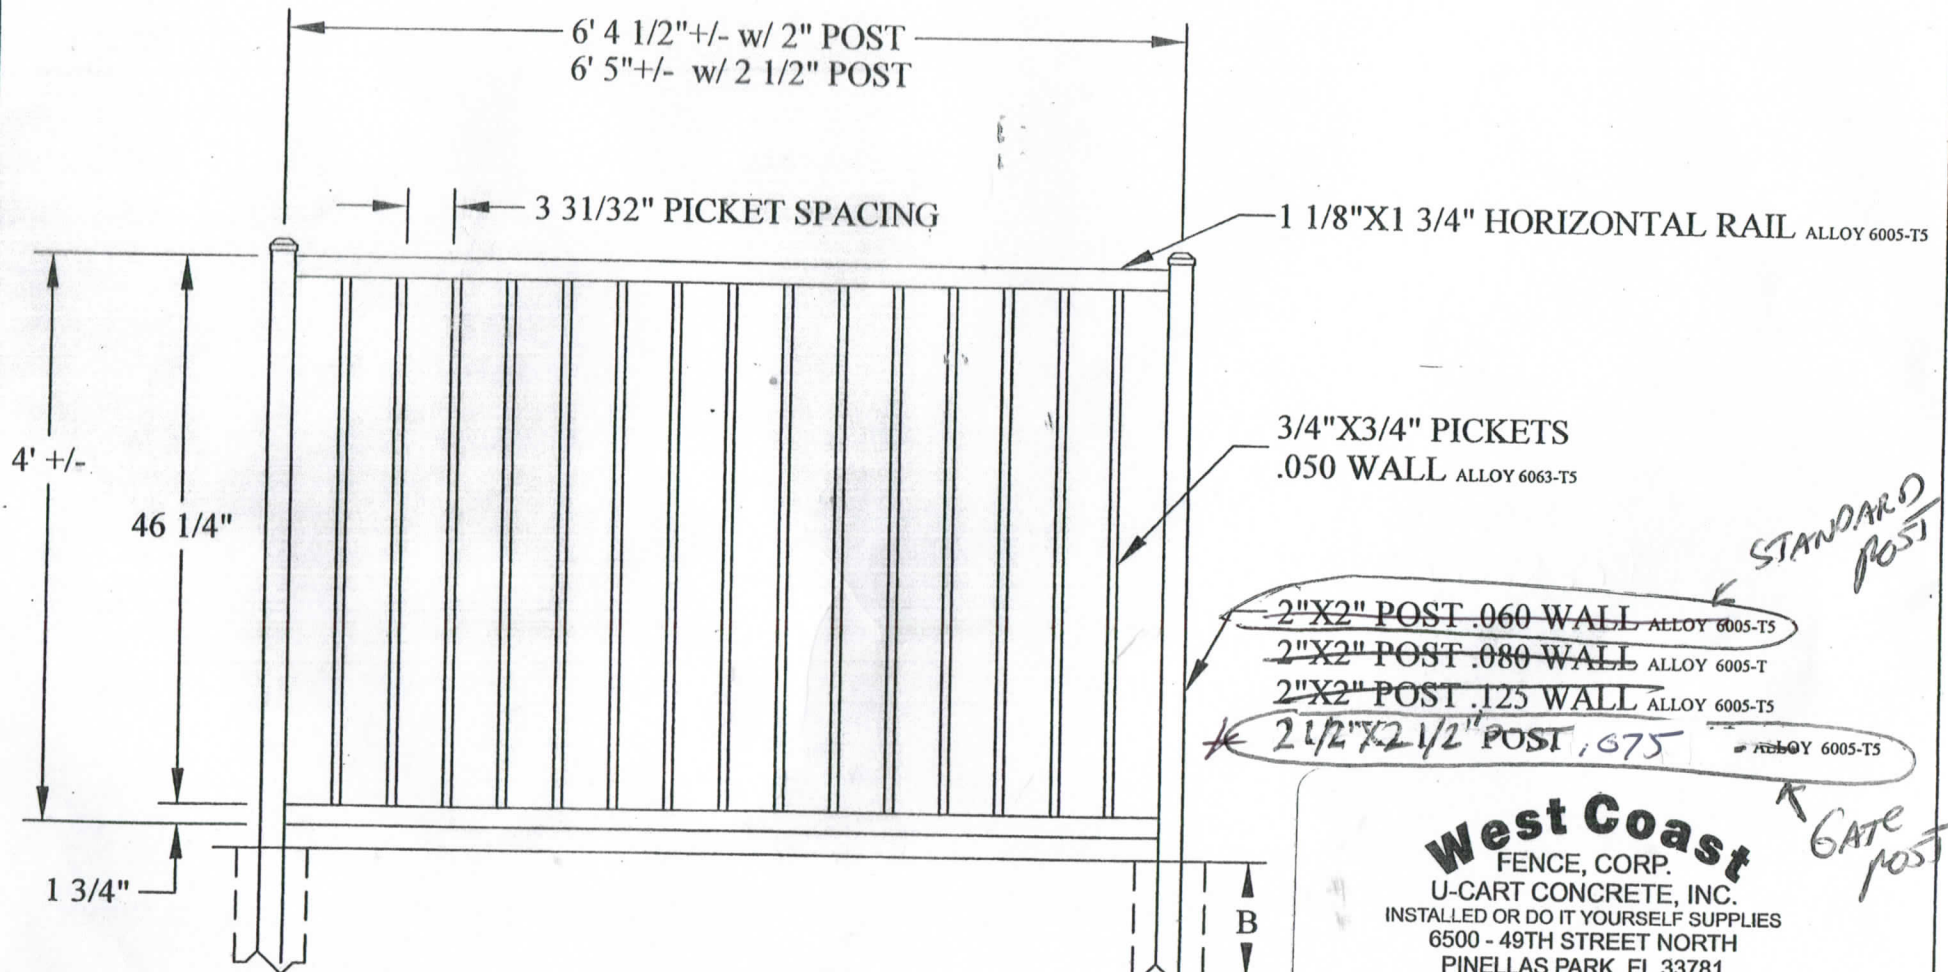 6' 4 1/2"+/- w/ 2" POST
6' 5"+/- w/ 2 1/2" POST
3 31/32" PICKET SPACING
1 1/8"X1 3/4" HORIZONTAL RAIL ALLOY 6005-T5
4' +/-
46 1/4"
3/4"X3/4" PICKETS
.050 WALL ALLOY 6063-T5
STANDARD
POST
2"X2" POST .060 WALL ALLOY 6005-T5
2"X2" POST .080 WALL ALLOY 6005-T
2"X2" POST .125 WALL ALLOY 6005-T5
2 1/2"X2 1/2" POST .075 ALLOY 6005-T5
GATE
POST
1 3/4"
B
West Coast
FENCE, CORP.
U-CART CONCRETE, INC.
INSTALLED OR DO IT YOURSELF SUPPLIES
6500 - 49TH STREET NORTH
PINELLAS PARK, FL 33781